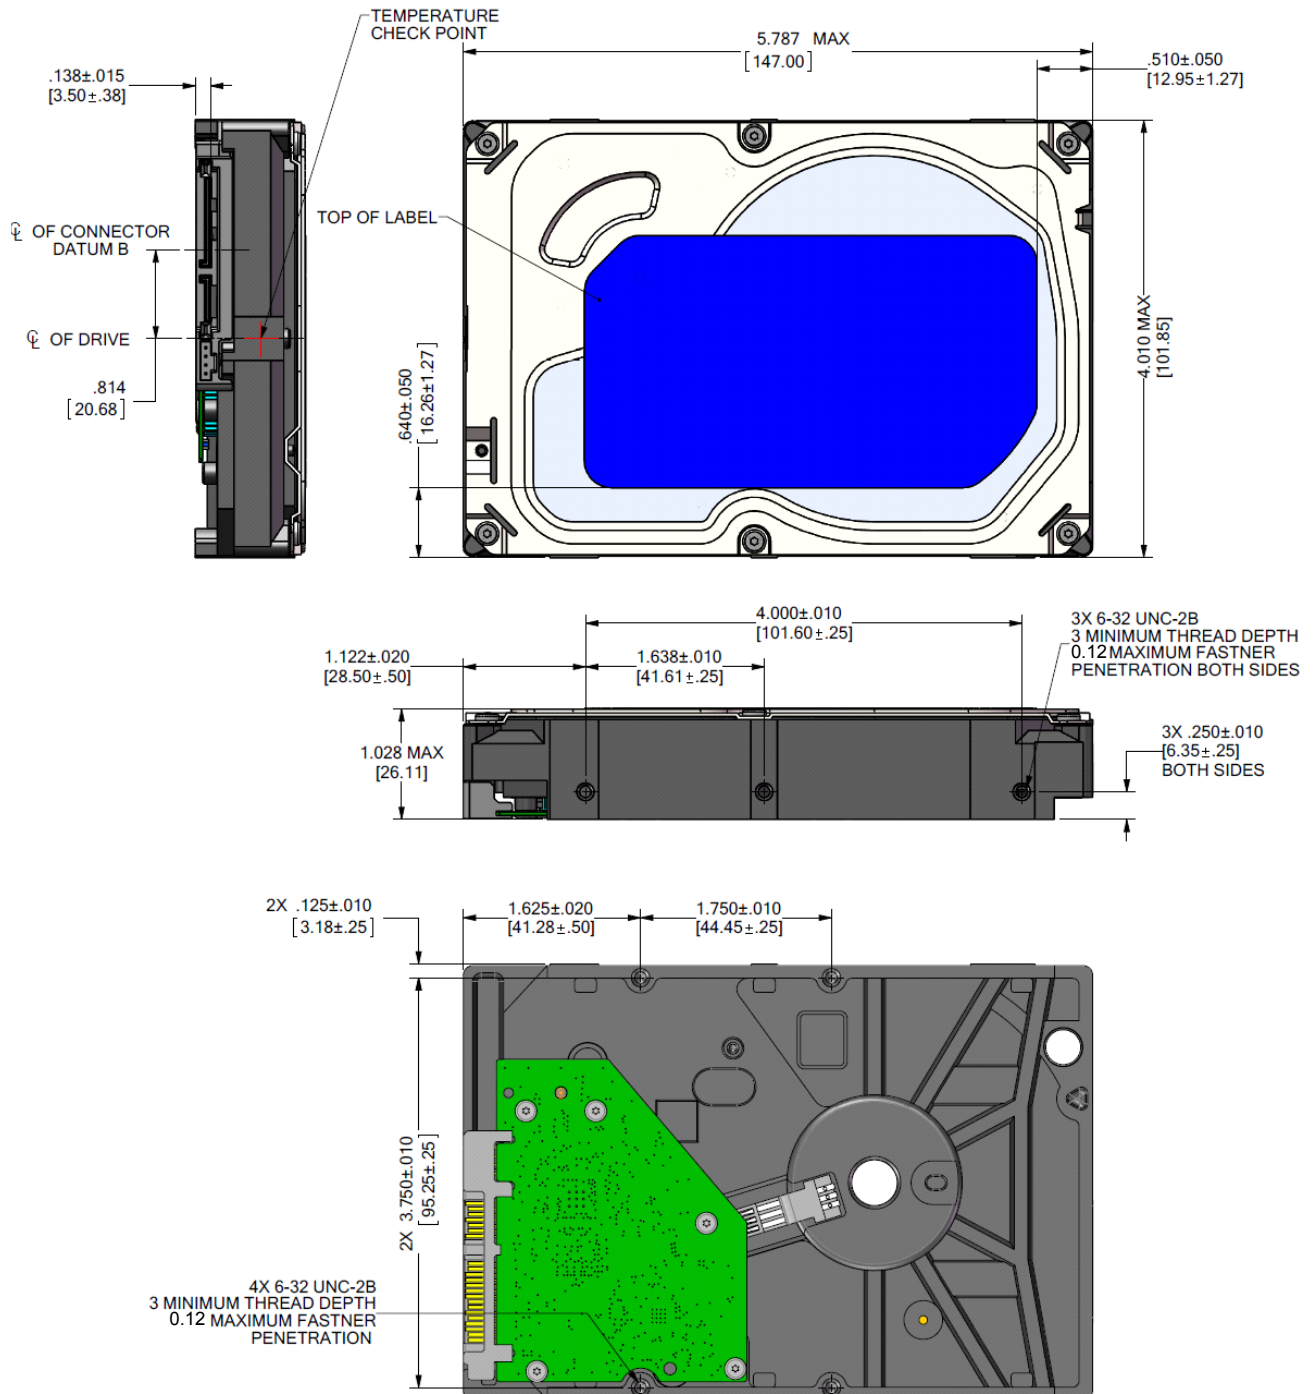 TEMPERATURE
CHECK POINT
5.787 MAX
[147.00]
.510±.050
[12.95±1.27]
.138±.015
[3.50±.38]
TOP OF LABEL
℄ OF CONNECTOR
DATUM B
℄ OF DRIVE
.814
[20.68]
.640±.050
[16.26±1.27]
4.010 MAX
[101.85]
4.000±.010
[101.60±.25]
3X 6-32 UNC-2B
3 MINIMUM THREAD DEPTH
0.12 MAXIMUM FASTNER
PENETRATION BOTH SIDES
1.122±.020
[28.50±.50]
1.638±.010
[41.61±.25]
1.028 MAX
[26.11]
3X .250±.010
[6.35±.25]
BOTH SIDES
2X .125±.010
[3.18±.25]
1.625±.020
[41.28±.50]
1.750±.010
[44.45±.25]
2X 3.750±.010
[95.25±.25]
4X 6-32 UNC-2B
3 MINIMUM THREAD DEPTH
0.12 MAXIMUM FASTNER
PENETRATION